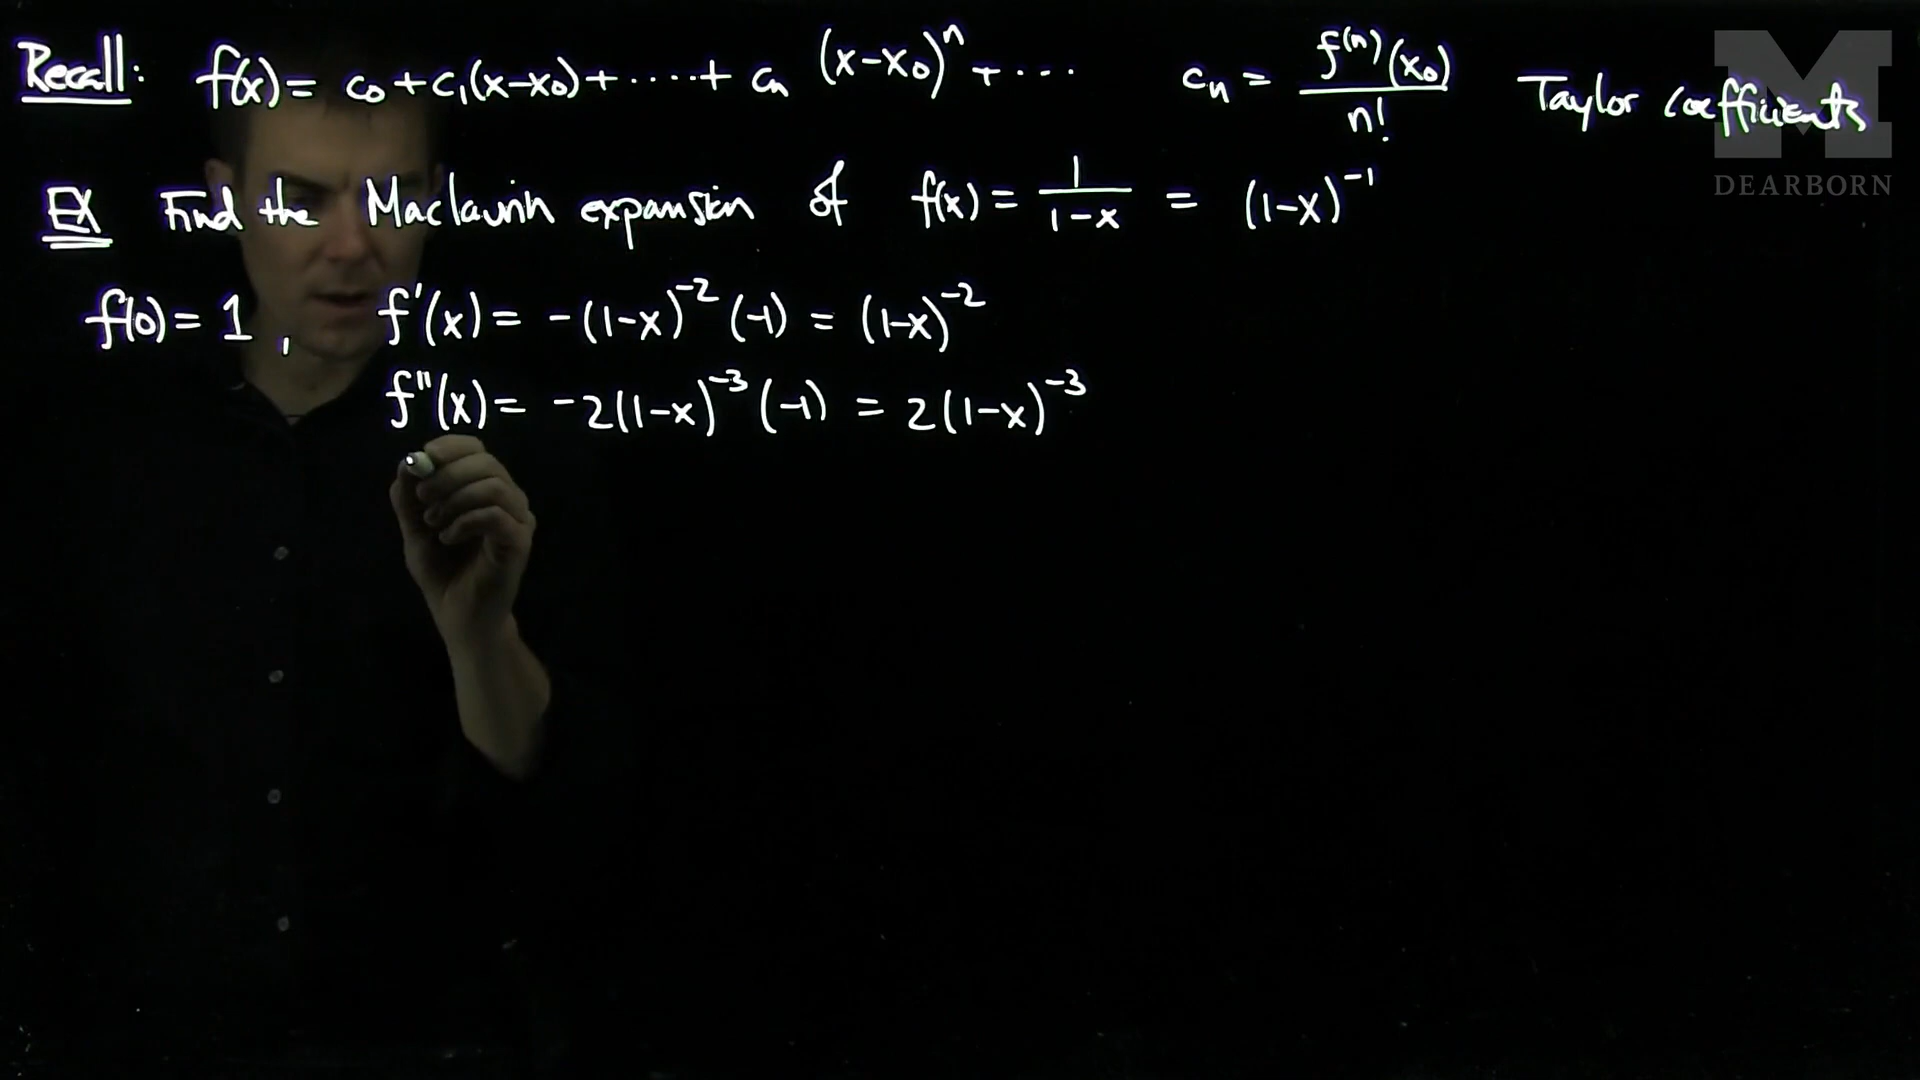 Recall: f(x) = c₀ + c₁(x-x₀) + ····+ cₙ (x-x₀)ⁿ + ··· cₙ = f⁽ⁿ⁾(x₀) / n! Taylor coefficients
M
DEARBORN
EX Find the Maclaurin expansion of f(x) = 1/(1-x) = (1-x)⁻¹
f(0) = 1, f'(x) = -(1-x)⁻²(-1) = (1-x)⁻²
f''(x) = -2(1-x)⁻³(-1) = 2(1-x)⁻³